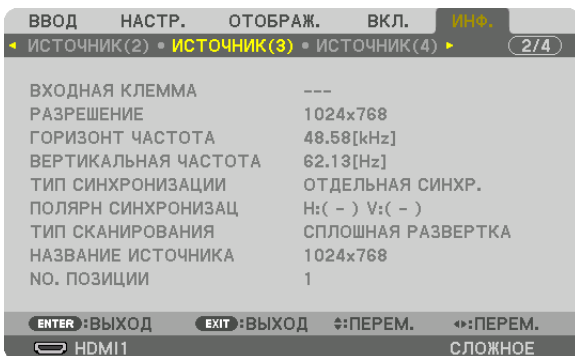 ВВОД НАСТР. ОТОБРАЖ. ВКЛ. ИНФ.
ИСТОЧНИК(2) • ИСТОЧНИК(3) • ИСТОЧНИК(4) 2/4
ВХОДНАЯ КЛЕММА ---
РАЗРЕШЕНИЕ 1024x768
ГОРИЗОНТ ЧАСТОТА 48.58[kHz]
ВЕРТИКАЛЬНАЯ ЧАСТОТА 62.13[Hz]
ТИП СИНХРОНИЗАЦИИ ОТДЕЛЬНАЯ СИНХР.
ПОЛЯРН СИНХРОНИЗАЦ H:( - ) V:( - )
ТИП СКАНИРОВАНИЯ СПЛОШНАЯ РАЗВЕРТКА
НАЗВАНИЕ ИСТОЧНИКА 1024x768
NO. ПОЗИЦИИ 1
ENTER:ВЫХОД EXIT:ВЫХОД :ПЕРЕМ. :ПЕРЕМ.
HDMI1 СЛОЖНОЕ